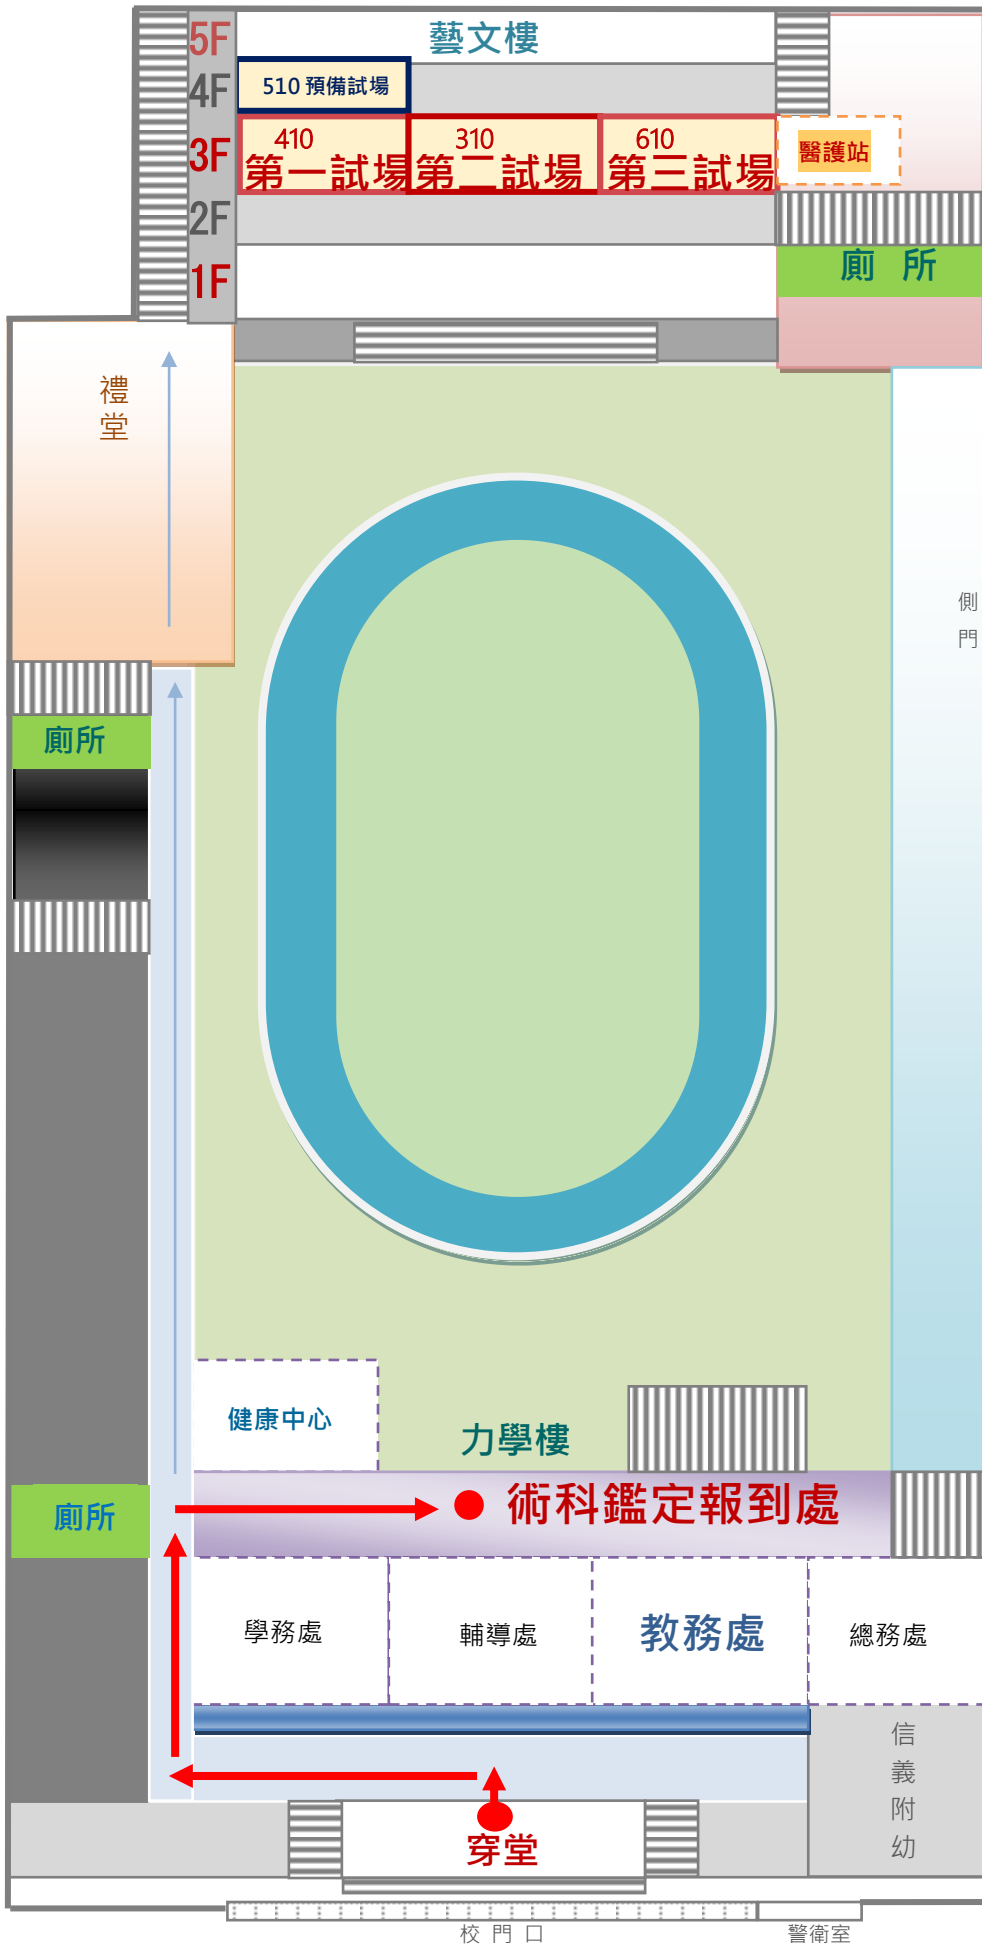 5F
藝文樓
4F
510 預備試場
3F
410
第一試場
310
第二試場
610
第三試場
醫護站
2F
1F
廁 所
禮
堂
側
門
廁所
健康中心
力學樓
術科鑑定報到處
廁所
學務處
輔導處
教務處
總務處
信
義
附
幼
穿堂
校 門 口
警衛室